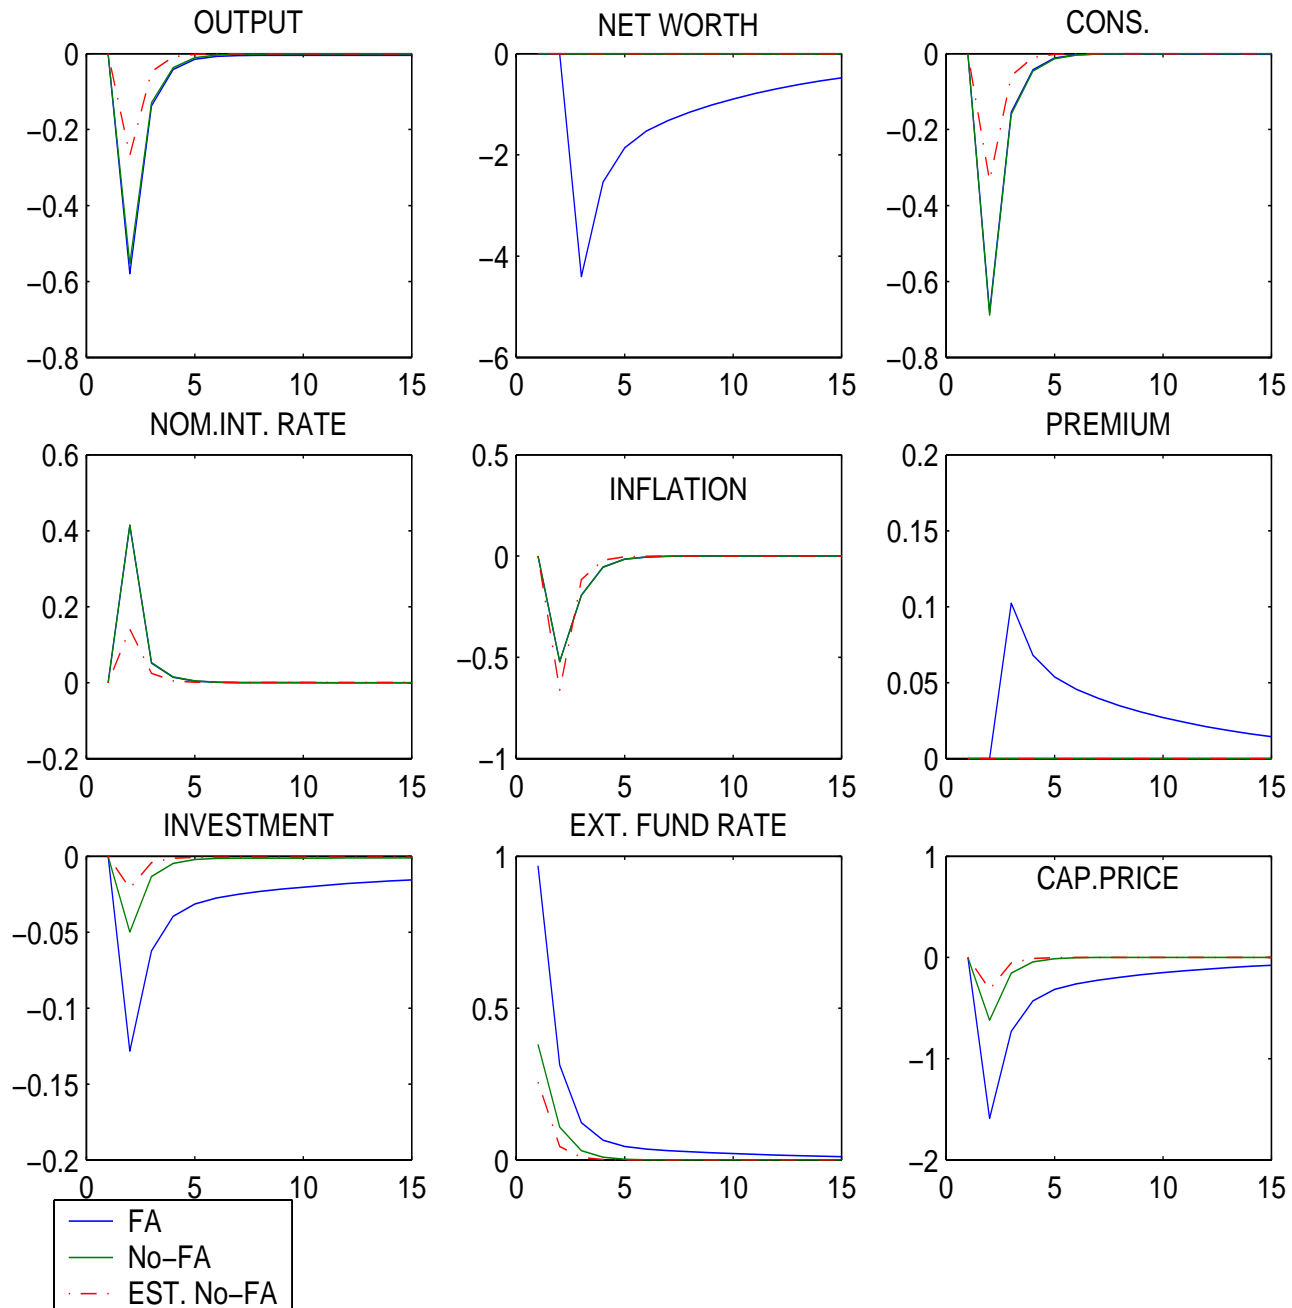 OUTPUT NET WORTH CONS.
0 0 0
−0.2 −0.2
−2
−0.4 −0.4
−4
−0.6 −0.6
−0.8 −6 −0.8
0 5 10 15 0 5 10 15 0 5 10 15
NOM.INT. RATE PREMIUM
0.6 0.5 0.2
INFLATION
0.4 0.15
0
0.2 0.1
−0.5
0 0.05
−0.2 −1 0
0 5 10 15 0 5 10 15 0 5 10 15
INVESTMENT EXT. FUND RATE
0 1 1
CAP.PRICE
−0.05
0
−0.1 0.5
−1
−0.15
−0.2 0 −2
0 5 10 15 0 5 10 15 0 5 10 15
FA
No−FA
EST. No−FA